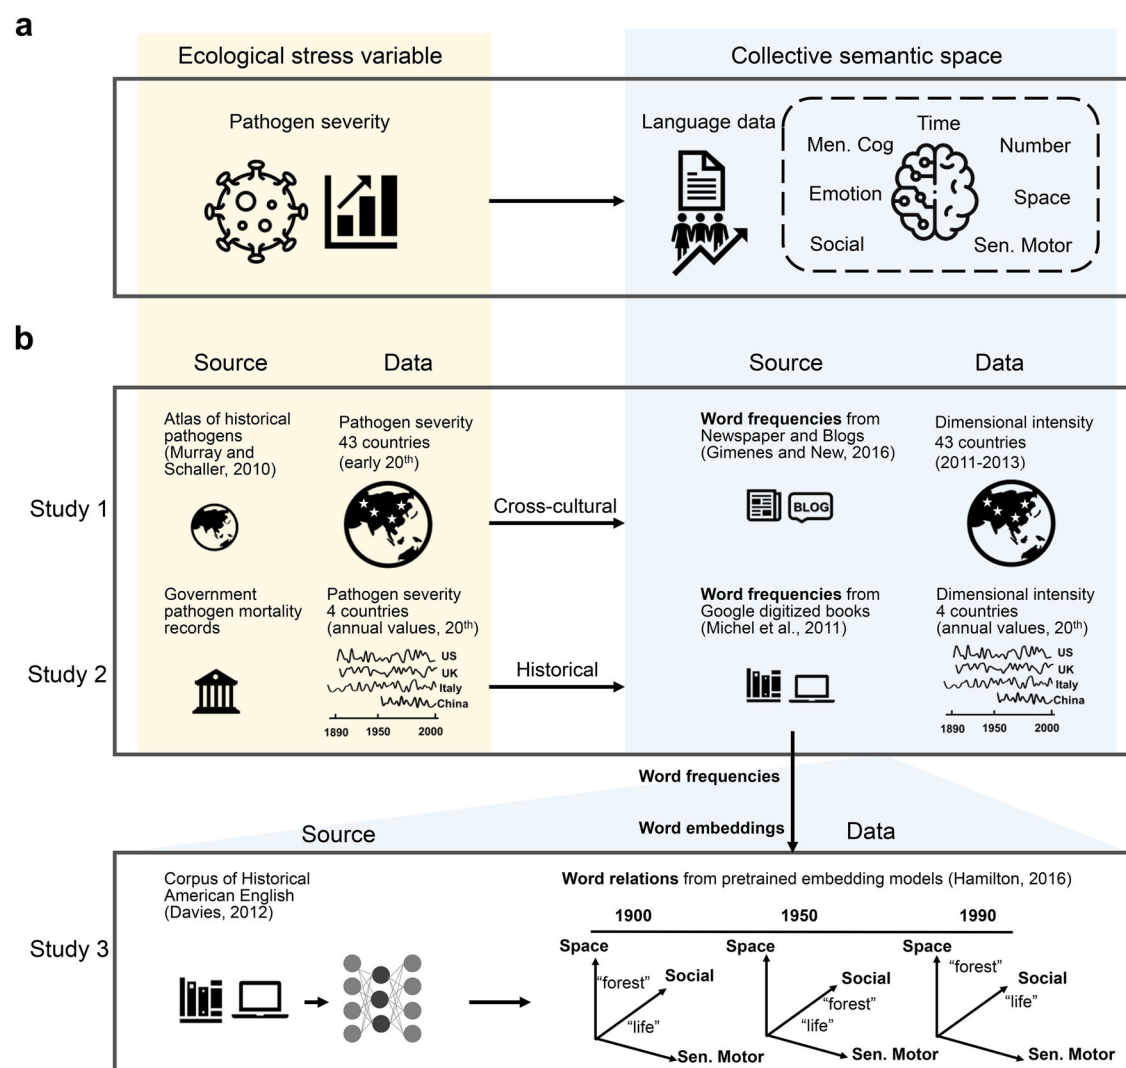 a
Ecological stress variable
Collective semantic space
Pathogen severity
Language data
Time
Men. Cog
Number
Emotion
Space
Social
Sen. Motor
b
Source
Data
Source
Data
Study 1
Atlas of historical
pathogens
(Murray and
Schaller, 2010)
Pathogen severity
43 countries
(early 20th)
Cross-cultural
Word frequencies from
Newspaper and Blogs
(Gimenes and New, 2016)
BLOG
Dimensional intensity
43 countries
(2011-2013)
Study 2
Government
pathogen mortality
records
Pathogen severity
4 countries
(annual values, 20th)
US
UK
Italy
China
1890 1950 2000
Historical
Word frequencies from
Google digitized books
(Michel et al., 2011)
Dimensional intensity
4 countries
(annual values, 20th)
US
UK
Italy
China
1890 1950 2000
Word frequencies
Word embeddings
Source
Data
Study 3
Corpus of Historical
American English
(Davies, 2012)
Word relations from pretrained embedding models (Hamilton, 2016)
1900 1950 1990
Space
“forest”
Social
“life”
Sen. Motor
Space
Social
“forest”
“life”
Sen. Motor
Space
“forest”
Social
“life”
Sen. Motor